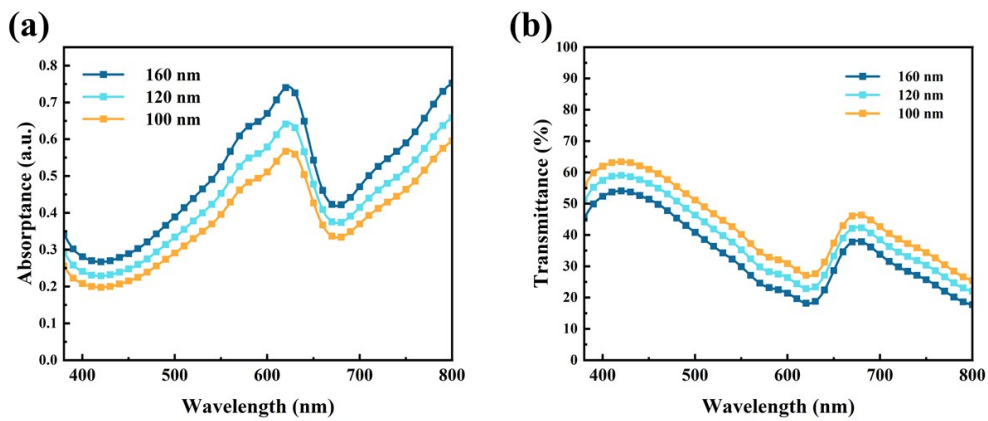 (a)
Absorptance (a.u.)
0.8
0.7
0.6
0.5
0.4
0.3
0.2
0.1
0.0
160 nm
120 nm
100 nm
400 500 600 700 800
Wavelength (nm)
(b)
Transmittance (%)
100
90
80
70
60
50
40
30
20
10
0
160 nm
120 nm
100 nm
400 500 600 700 800
Wavelength (nm)